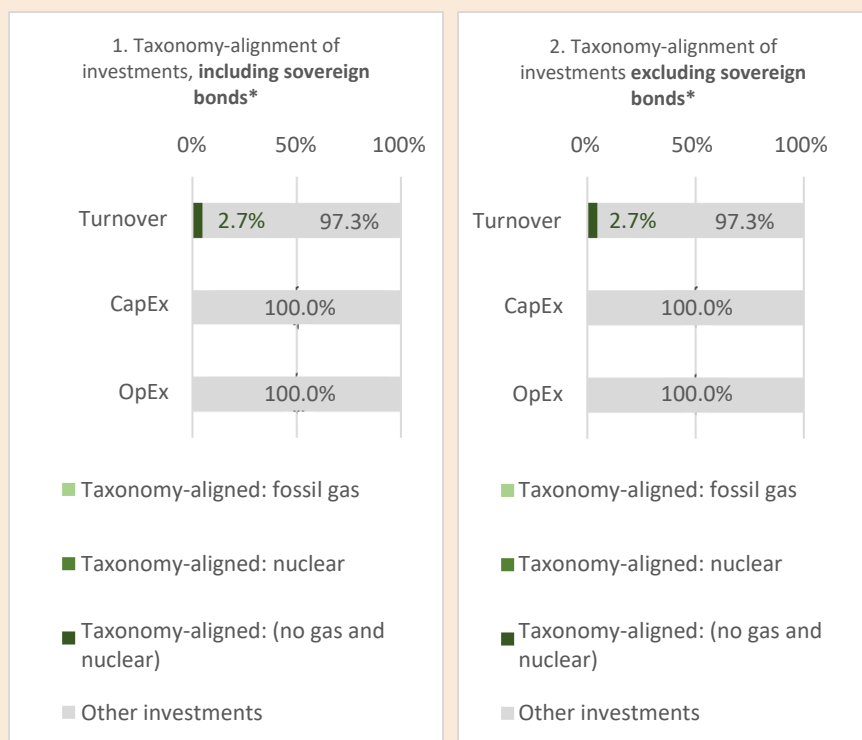 1. Taxonomy-alignment of
investments, including sovereign
bonds*
0% 50% 100%
Turnover 2.7% 97.3%
CapEx 100.0%
OpEx 100.0%
Taxonomy-aligned: fossil gas
Taxonomy-aligned: nuclear
Taxonomy-aligned: (no gas and
nuclear)
Other investments
2. Taxonomy-alignment of
investments excluding sovereign
bonds*
0% 50% 100%
Turnover 2.7% 97.3%
CapEx 100.0%
OpEx 100.0%
Taxonomy-aligned: fossil gas
Taxonomy-aligned: nuclear
Taxonomy-aligned: (no gas and
nuclear)
Other investments